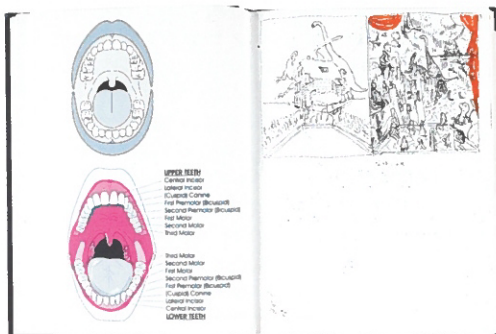 UPPER TEETH
Central Incisor
Lateral Incisor
(Cuspid) Canine
First Premolar (Bicuspid)
Second Premolar (Bicuspid)
First Molar
Second Molar
Third Molar
Third Molar
Second Molar
First Molar
Second Premolar (Bicuspid)
First Premolar (Bicuspid)
(Cuspid) Canine
Lateral Incisor
Central Incisor
LOWER TEETH